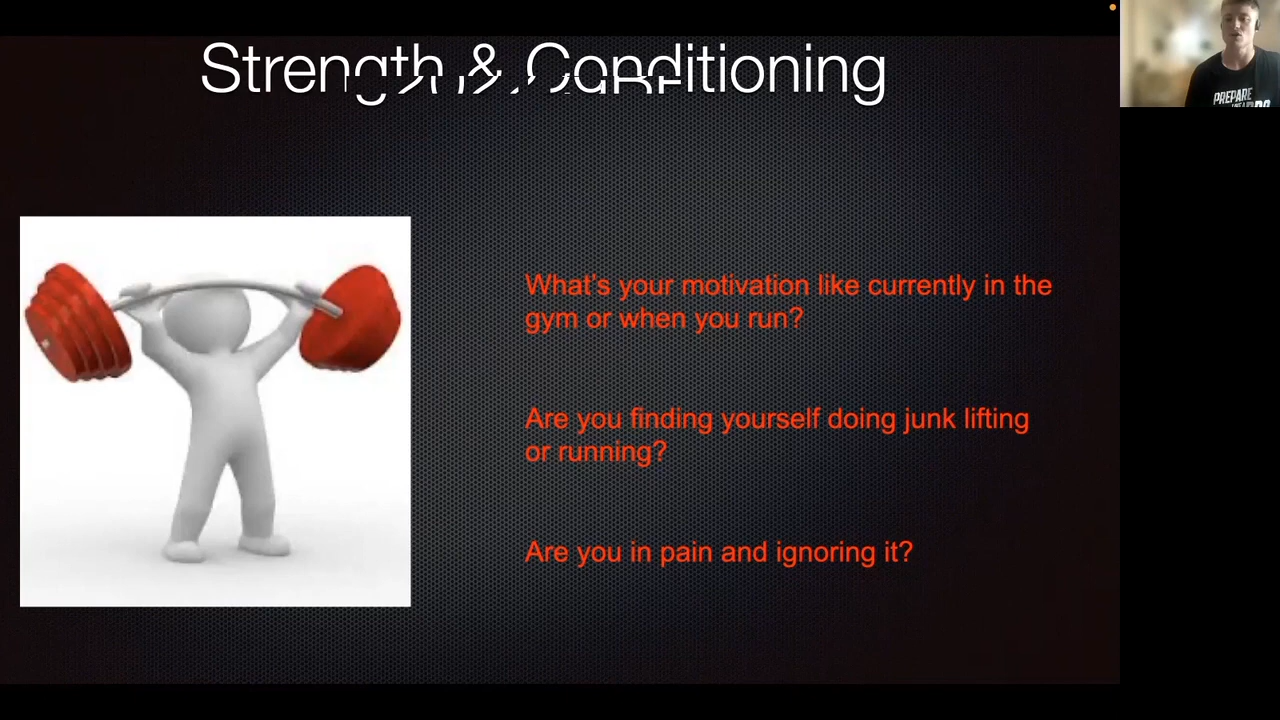 Strength & Conditioning
What's your motivation like currently in the
gym or when you run?
Are you finding yourself doing junk lifting
or running?
Are you in pain and ignoring it?
PREPARE